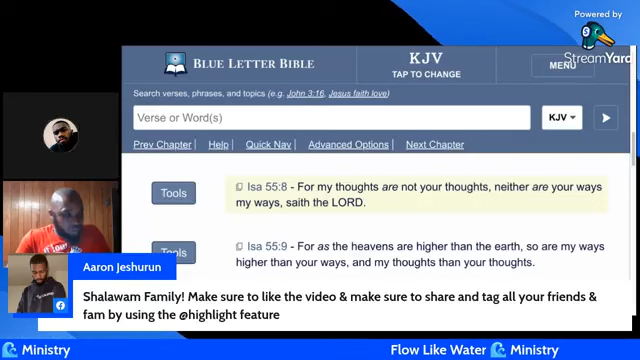 Powered by
StreamYard
BLUE LETTER BIBLE
KJV
TAP TO CHANGE
MENU
Search verses, phrases, and topics (e.g. John 3:16, Jesus faith love)
Verse or Word(s)
KJV
Prev Chapter Help Quick Nav Advanced Options Next Chapter
Tools
Isa 55:8 - For my thoughts are not your thoughts, neither are your ways
my ways, saith the LORD.
Tools
Isa 55:9 - For as the heavens are higher than the earth, so are my ways
higher than your ways, and my thoughts than your thoughts.
Aaron Jeshurun
Shalawam Family! Make sure to like the video & make sure to share and tag all your friends &
fam by using the @highlight feature
Ministry Flow Like Water Ministry